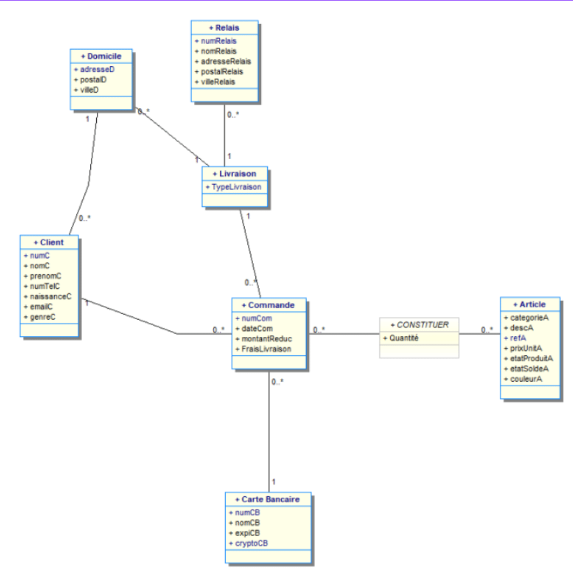 + Relais
+ numRelais
+ nomRelais
+ adresseRelais
+ postalRelais
+ villeRelais
+ Domicile
+ adresseD
+ postalD
+ villeD
1
0..*
0..*
1
1
+ Livraison
+ TypeLivraison
1
0..*
+ Client
+ numC
+ nomC
+ prenomC
+ numTelC
+ naissanceC
+ emailC
+ genreC
1
0..*
0..*
+ Commande
+ numCom
+ dateCom
+ montantReduc
+ FraisLivraison
0..*
+ CONSTITUER
+ Quantité
0..*
+ Article
+ categorieA
+ descA
+ refA
+ prixUnitA
+ etatProduitA
+ etatSoldeA
+ couleurA
0..*
1
+ Carte Bancaire
+ numCB
+ nomCB
+ expiCB
+ cryptoCB